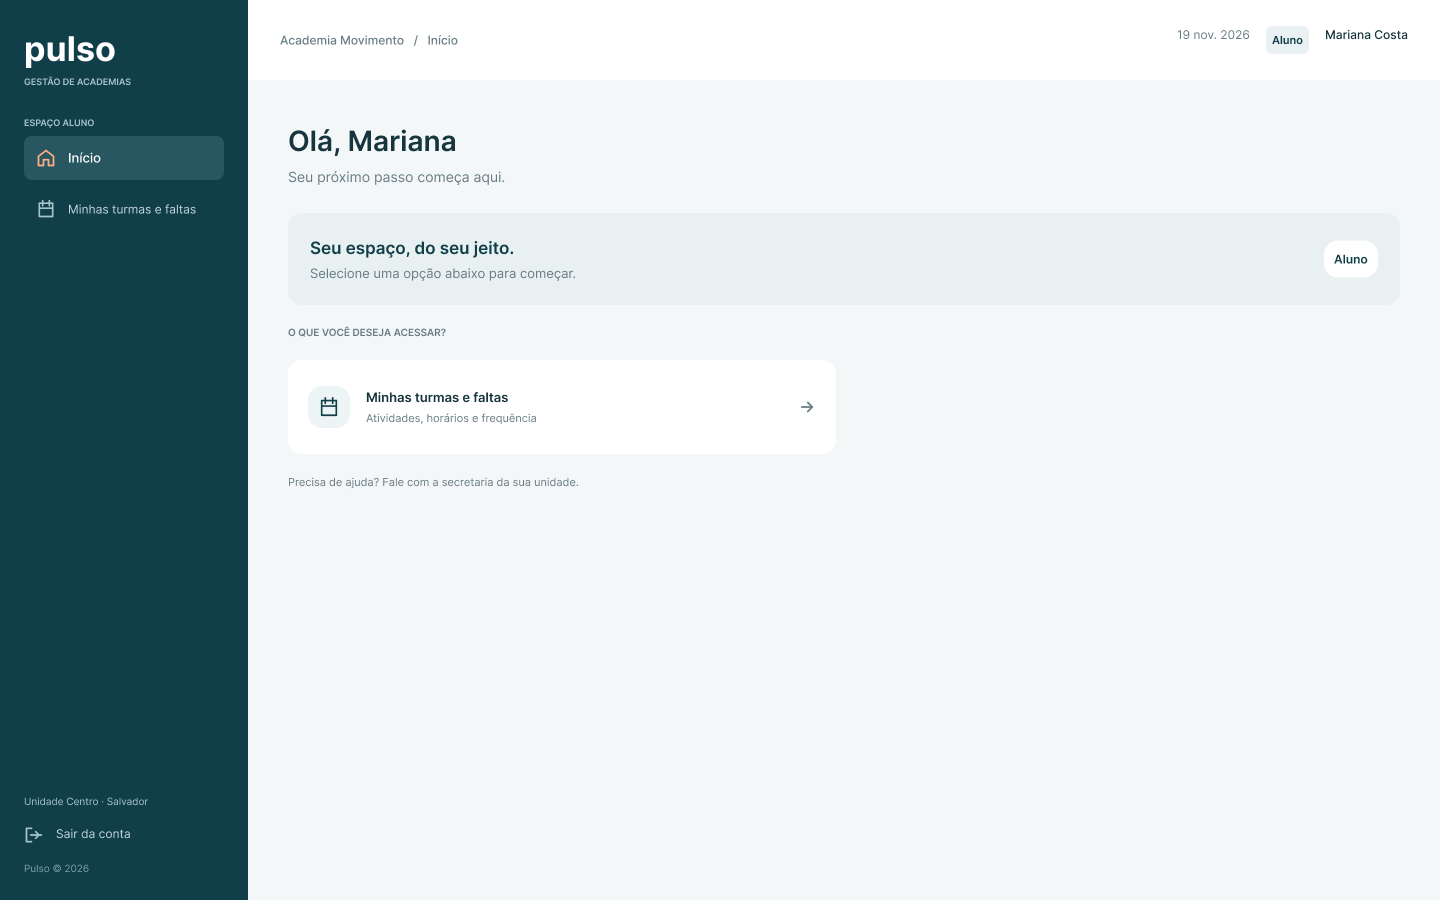 pulso
GESTÃO DE ACADEMIAS
ESPAÇO ALUNO
Início
Minhas turmas e faltas
Unidade Centro · Salvador
Sair da conta
Pulso © 2026
Academia Movimento / Início
19 nov. 2026 Aluno Mariana Costa
Olá, Mariana
Seu próximo passo começa aqui.
Seu espaço, do seu jeito.
Selecione uma opção abaixo para começar.
Aluno
O QUE VOCÊ DESEJA ACESSAR?
Minhas turmas e faltas
Atividades, horários e frequência
Precisa de ajuda? Fale com a secretaria da sua unidade.